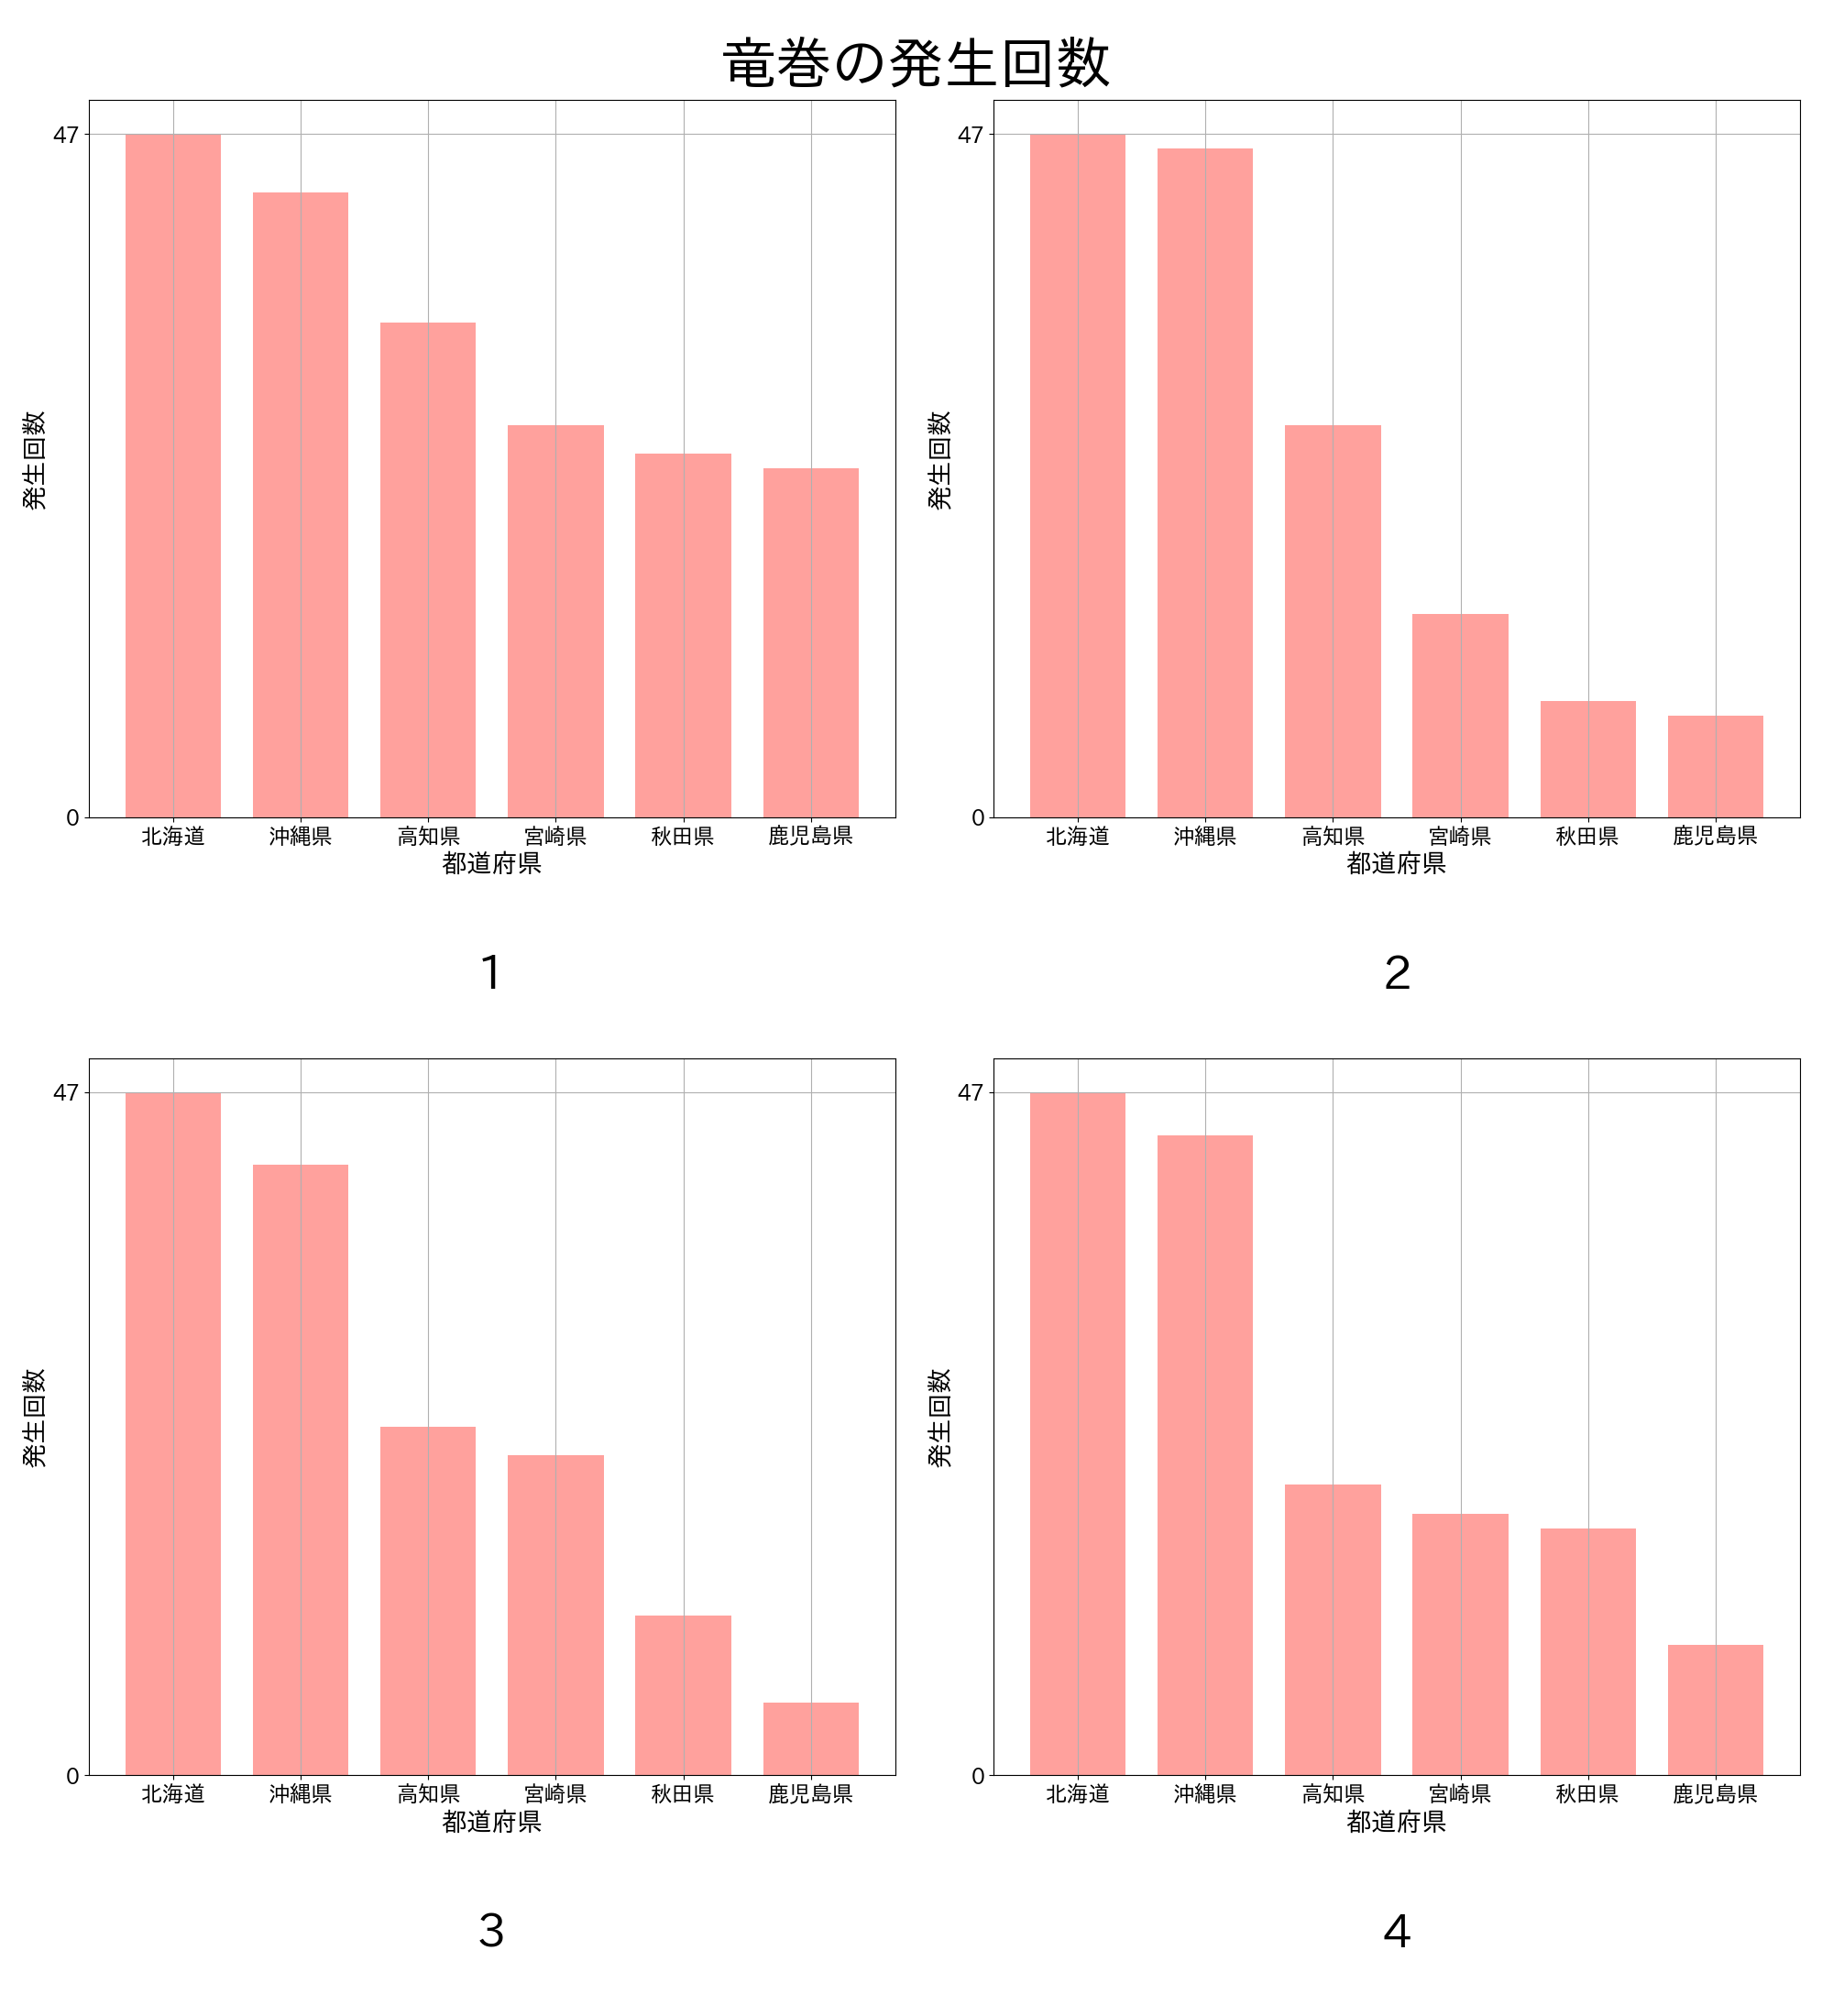 竜巻の発生回数
47
0
発生回数
北海道 沖縄県 高知県 宮崎県 秋田県 鹿児島県
都道府県
1
47
0
発生回数
北海道 沖縄県 高知県 宮崎県 秋田県 鹿児島県
都道府県
2
47
0
発生回数
北海道 沖縄県 高知県 宮崎県 秋田県 鹿児島県
都道府県
3
47
0
発生回数
北海道 沖縄県 高知県 宮崎県 秋田県 鹿児島県
都道府県
4